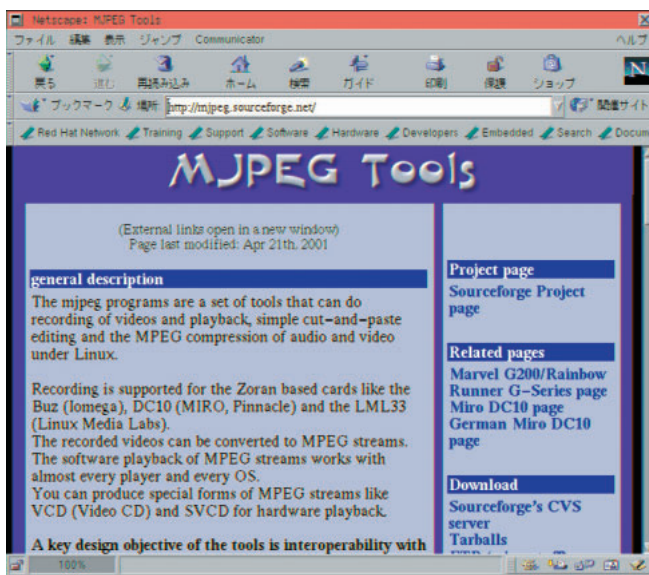 Netscape: MJPEG Tools
ファイル 編集 表示 ジャンプ Communicator ヘルプ
戻る 進む 再読み込み ホーム 検索 ガイド 印刷 保護 ショップ N
ブックマーク 場所 http://mjpeg.sourceforge.net/ 関連サイト
Red Hat Network Training Support Software Hardware Developers Embedded Search Docum
MJPEG Tools
(External links open in a new window)
Page last modified: Apr 21th, 2001
general description
The mjpeg programs are a set of tools that can do
recording of videos and playback, simple cut-and-paste
editing and the MPEG compression of audio and video
under Linux.
Recording is supported for the Zoran based cards like the
Buz (Iomega), DC10 (MIRO, Pinnacle) and the LML33
(Linux Media Labs).
The recorded videos can be converted to MPEG streams.
The software playback of MPEG streams works with
almost every player and every OS.
You can produce special forms of MPEG streams like
VCD (Video CD) and SVCD for hardware playback.
A key design objective of the tools is interoperability with
Project page
Sourceforge Project
page
Related pages
Marvel G200/Rainbow
Runner G-Series page
Miro DC10 page
German Miro DC10
page
Download
Sourceforge's CVS
server
Tarballs
100%